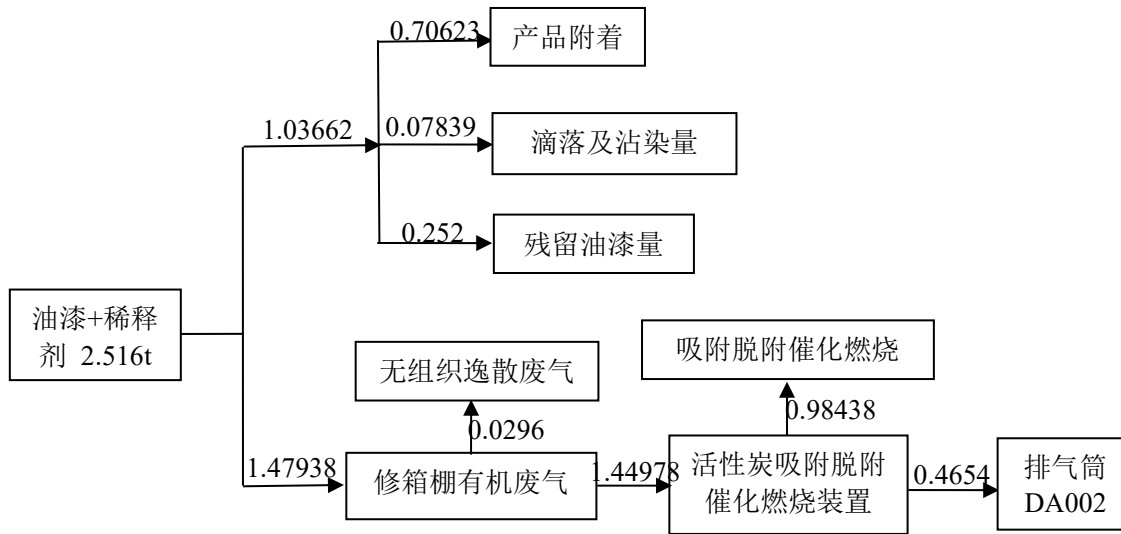 0.70623
产品附着
1.03662
0.07839
滴落及沾染量
0.252
残留油漆量
油漆+稀释
剂 2.516t
无组织逸散废气
吸附脱附催化燃烧
0.0296
0.98438
1.47938
修箱棚有机废气
1.44978
活性炭吸附脱附
催化燃烧装置
0.4654
排气筒
DA002